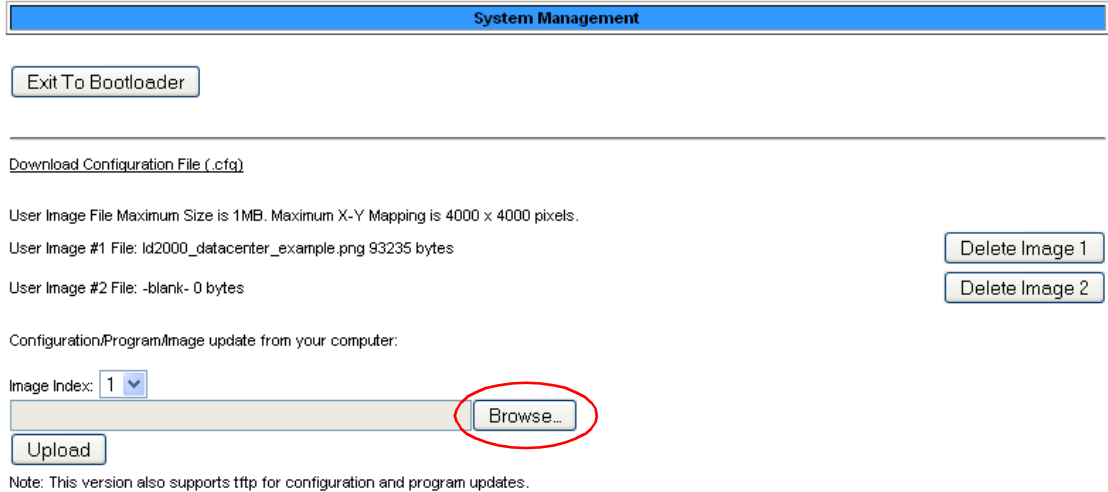 System Management
Exit To Bootloader
Download Configuration File (.cfg)
User Image File Maximum Size is 1MB. Maximum X-Y Mapping is 4000 x 4000 pixels.
User Image #1 File: ld2000_datacenter_example.png 93235 bytes
Delete Image 1
User Image #2 File: -blank- 0 bytes
Delete Image 2
Configuration/Program/Image update from your computer:
Image Index: 1
Browse...
Upload
Note: This version also supports tftp for configuration and program updates.